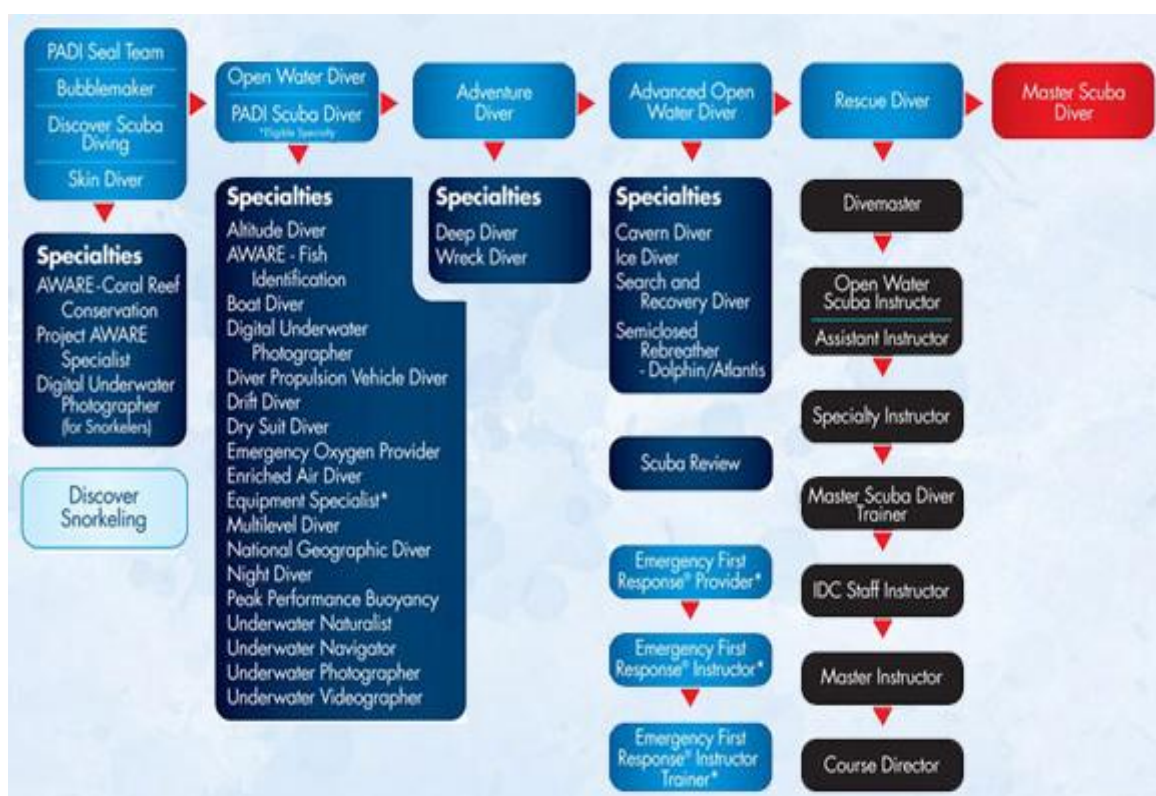 PADI Seal Team
Bubblemaker
Discover Scuba
Diving
Skin Diver
Specialties
AWARE-Coral Reef
Conservation
Project AWARE
Specialist
Digital Underwater
Photographer
(for Snorkelers)
Discover
Snorkeling
Open Water Diver
PADI Scuba Diver
*Eligible Specialty
Specialties
Altitude Diver
AWARE - Fish
Identification
Boat Diver
Digital Underwater
Photographer
Diver Propulsion Vehicle Diver
Drift Diver
Dry Suit Diver
Emergency Oxygen Provider
Enriched Air Diver
Equipment Specialist*
Multilevel Diver
National Geographic Diver
Night Diver
Peak Performance Buoyancy
Underwater Naturalist
Underwater Navigator
Underwater Photographer
Underwater Videographer
Adventure
Diver
Specialties
Deep Diver
Wreck Diver
Advanced Open
Water Diver
Specialties
Cavern Diver
Ice Diver
Search and
Recovery Diver
Semiclosed
Rebreather
- Dolphin/Atlantis
Scuba Review
Emergency First
Response® Provider*
Emergency First
Response® Instructor*
Emergency First
Response® Instructor
Trainer*
Rescue Diver
Divemaster
Open Water
Scuba Instructor
Assistant Instructor
Specialty Instructor
Master Scuba Diver
Trainer
IDC Staff Instructor
Master Instructor
Course Director
Master Scuba
Diver